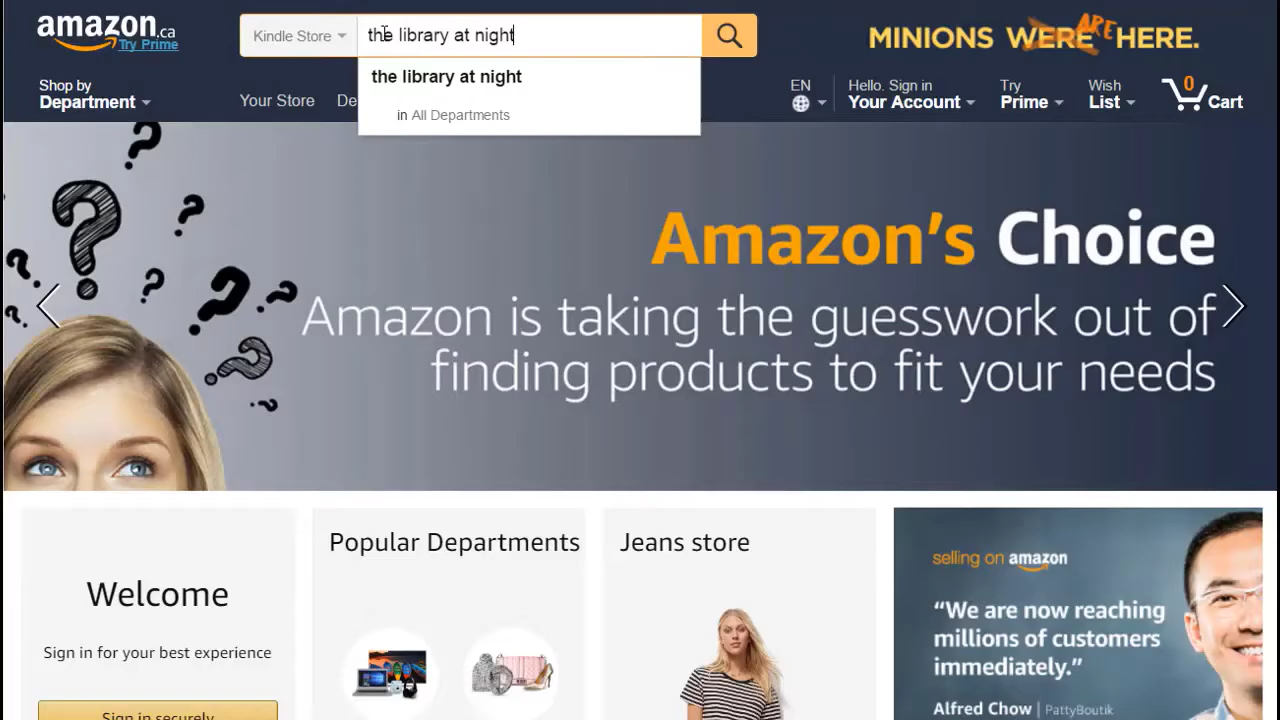 amazon.ca
Try Prime
Kindle Store
the library at night
MINIONS WERE ARE HERE.
the library at night
in All Departments
Shop by
Department
Your Store
De
EN
Hello. Sign in
Your Account
Try
Prime
Wish
List
0
Cart
Amazon's Choice
Amazon is taking the guesswork out of
finding products to fit your needs
Welcome
Sign in for your best experience
Sign in securely
Popular Departments
Jeans store
selling on amazon
“We are now reaching
millions of customers
immediately.”
Alfred Chow | PattyBoutik